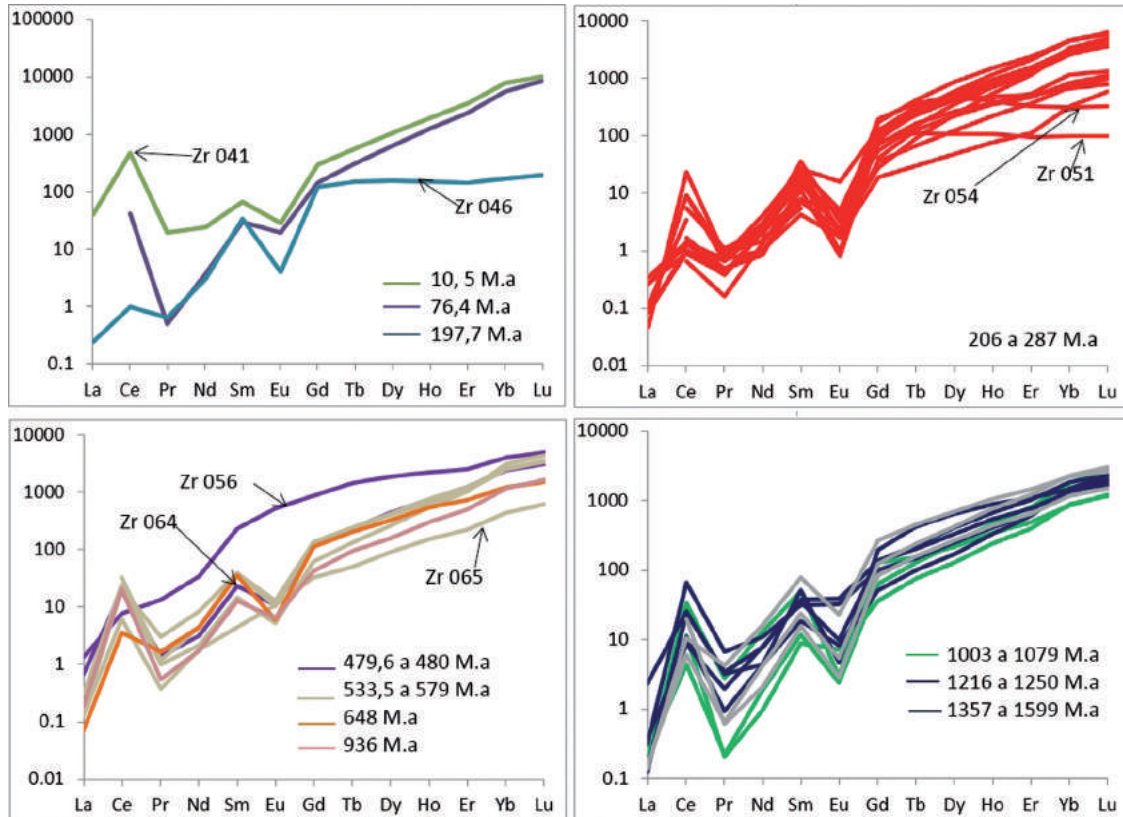 100000
10000
1000
100
10
1
0.1
Zr 041
Zr 046
10, 5 M.a
76,4 M.a
197,7 M.a
La Ce Pr Nd Sm Eu Gd Tb Dy Ho Er Yb Lu
10000
1000
100
10
1
0.1
0.01
Zr 054
Zr 051
206 a 287 M.a
La Ce Pr Nd Sm Eu Gd Tb Dy Ho Er Yb Lu
10000
1000
100
10
1
0.1
0.01
Zr 056
Zr 064
Zr 065
479,6 a 480 M.a
533,5 a 579 M.a
648 M.a
936 M.a
La Ce Pr Nd Sm Eu Gd Tb Dy Ho Er Yb Lu
10000
1000
100
10
1
0.1
1003 a 1079 M.a
1216 a 1250 M.a
1357 a 1599 M.a
La Ce Pr Nd Sm Eu Gd Tb Dy Ho Er Yb Lu